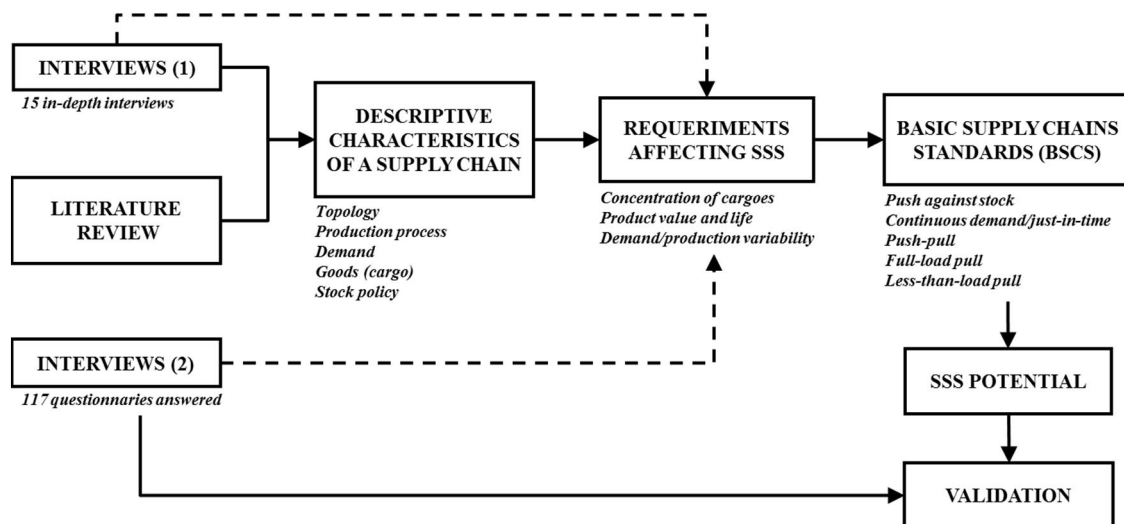 INTERVIEWS (1)
15 in-depth interviews
LITERATURE
REVIEW
DESCRIPTIVE
CHARACTERISTICS
OF A SUPPLY CHAIN
Topology
Production process
Demand
Goods (cargo)
Stock policy
REQUERIMENTS
AFFECTING SSS
Concentration of cargoes
Product value and life
Demand/production variability
BASIC SUPPLY CHAINS
STANDARDS (BSCS)
Push against stock
Continuous demand/just-in-time
Push-pull
Full-load pull
Less-than-load pull
INTERVIEWS (2)
117 questionnaries answered
SSS POTENTIAL
VALIDATION